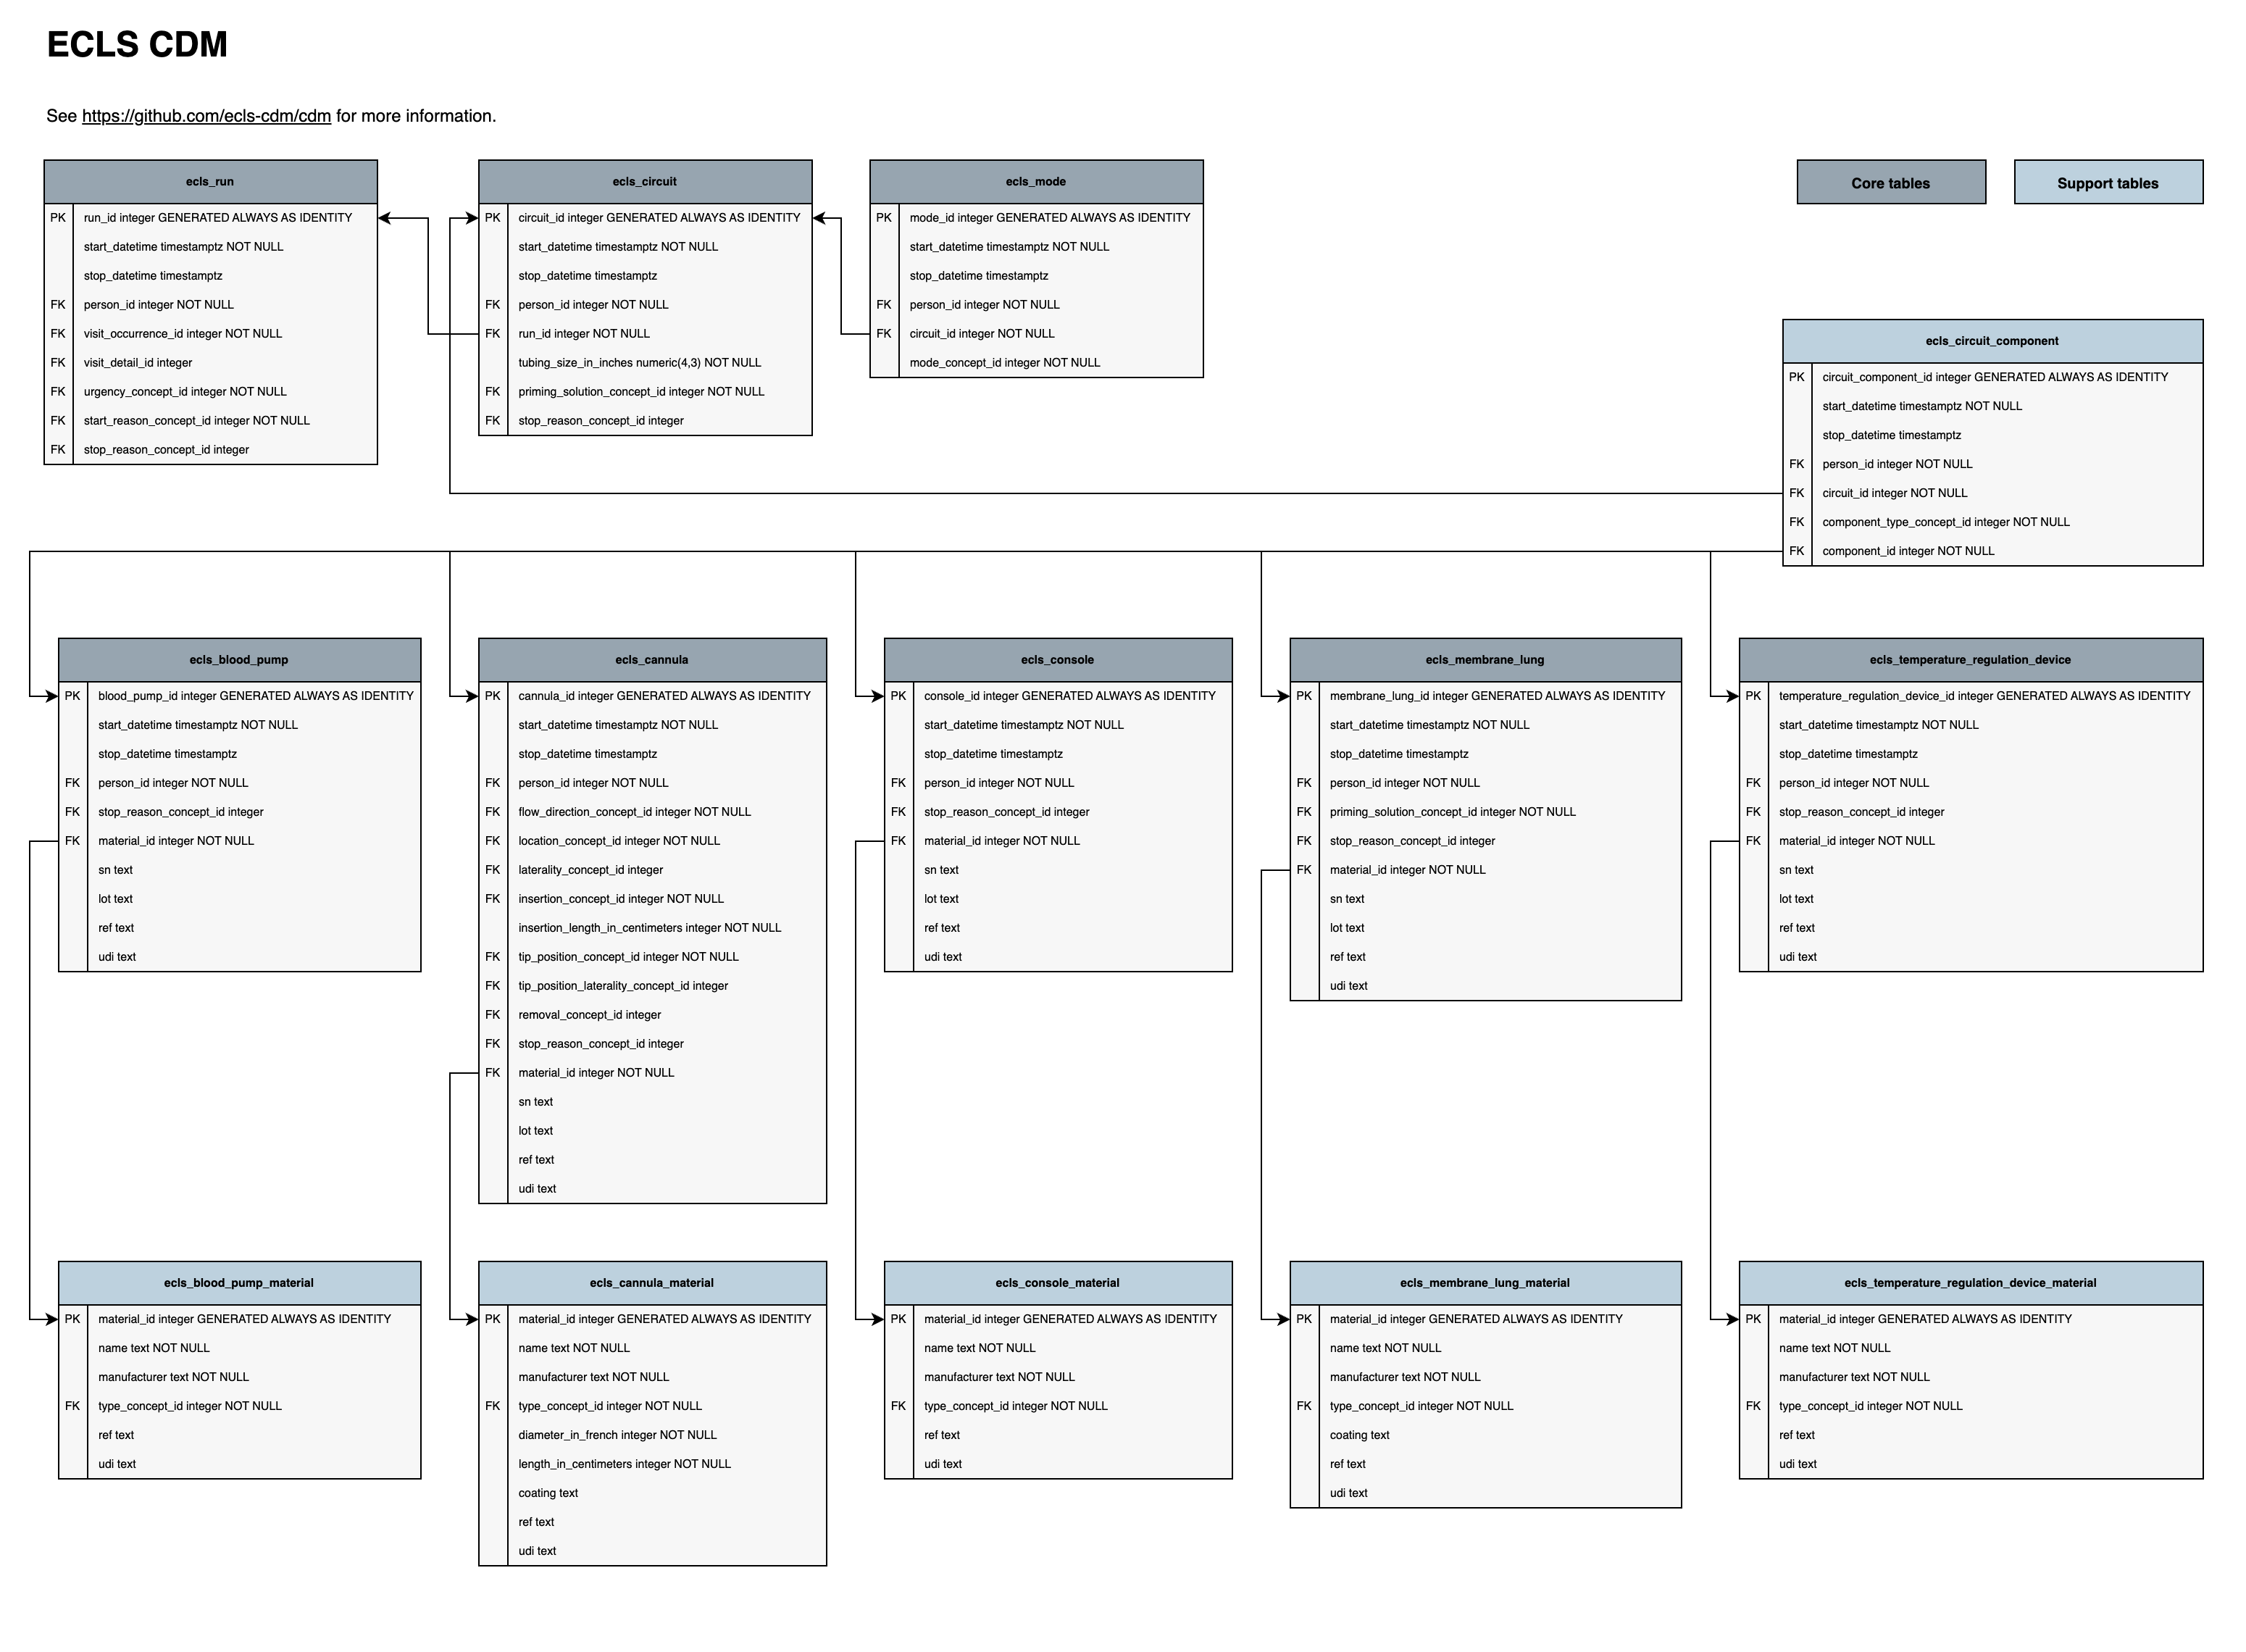 ECLS CDM
See https://github.com/ecls-cdm/cdm for more information.
ecls_run
PK run_id integer GENERATED ALWAYS AS IDENTITY
start_datetime timestamptz NOT NULL
stop_datetime timestamptz
FK person_id integer NOT NULL
FK visit_occurrence_id integer NOT NULL
FK visit_detail_id integer
FK urgency_concept_id integer NOT NULL
FK start_reason_concept_id integer NOT NULL
FK stop_reason_concept_id integer
ecls_circuit
PK circuit_id integer GENERATED ALWAYS AS IDENTITY
start_datetime timestamptz NOT NULL
stop_datetime timestamptz
FK person_id integer NOT NULL
FK run_id integer NOT NULL
tubing_size_in_inches numeric(4,3) NOT NULL
FK priming_solution_concept_id integer NOT NULL
FK stop_reason_concept_id integer
ecls_mode
PK mode_id integer GENERATED ALWAYS AS IDENTITY
start_datetime timestamptz NOT NULL
stop_datetime timestamptz
FK person_id integer NOT NULL
FK circuit_id integer NOT NULL
mode_concept_id integer NOT NULL
Core tables
Support tables
ecls_circuit_component
PK circuit_component_id integer GENERATED ALWAYS AS IDENTITY
start_datetime timestamptz NOT NULL
stop_datetime timestamptz
FK person_id integer NOT NULL
FK circuit_id integer NOT NULL
FK component_type_concept_id integer NOT NULL
FK component_id integer NOT NULL
ecls_blood_pump
PK blood_pump_id integer GENERATED ALWAYS AS IDENTITY
start_datetime timestamptz NOT NULL
stop_datetime timestamptz
FK person_id integer NOT NULL
FK stop_reason_concept_id integer
FK material_id integer NOT NULL
sn text
lot text
ref text
udi text
ecls_cannula
PK cannula_id integer GENERATED ALWAYS AS IDENTITY
start_datetime timestamptz NOT NULL
stop_datetime timestamptz
FK person_id integer NOT NULL
FK flow_direction_concept_id integer NOT NULL
FK location_concept_id integer NOT NULL
FK laterality_concept_id integer
FK insertion_concept_id integer NOT NULL
insertion_length_in_centimeters integer NOT NULL
FK tip_position_concept_id integer NOT NULL
FK tip_position_laterality_concept_id integer
FK removal_concept_id integer
FK stop_reason_concept_id integer
FK material_id integer NOT NULL
sn text
lot text
ref text
udi text
ecls_console
PK console_id integer GENERATED ALWAYS AS IDENTITY
start_datetime timestamptz NOT NULL
stop_datetime timestamptz
FK person_id integer NOT NULL
FK stop_reason_concept_id integer
FK material_id integer NOT NULL
sn text
lot text
ref text
udi text
ecls_membrane_lung
PK membrane_lung_id integer GENERATED ALWAYS AS IDENTITY
start_datetime timestamptz NOT NULL
stop_datetime timestamptz
FK person_id integer NOT NULL
FK priming_solution_concept_id integer NOT NULL
FK stop_reason_concept_id integer
FK material_id integer NOT NULL
sn text
lot text
ref text
udi text
ecls_temperature_regulation_device
PK temperature_regulation_device_id integer GENERATED ALWAYS AS IDENTITY
start_datetime timestamptz NOT NULL
stop_datetime timestamptz
FK person_id integer NOT NULL
FK stop_reason_concept_id integer
FK material_id integer NOT NULL
sn text
lot text
ref text
udi text
ecls_blood_pump_material
PK material_id integer GENERATED ALWAYS AS IDENTITY
name text NOT NULL
manufacturer text NOT NULL
FK type_concept_id integer NOT NULL
ref text
udi text
ecls_cannula_material
PK material_id integer GENERATED ALWAYS AS IDENTITY
name text NOT NULL
manufacturer text NOT NULL
FK type_concept_id integer NOT NULL
diameter_in_french integer NOT NULL
length_in_centimeters integer NOT NULL
coating text
ref text
udi text
ecls_console_material
PK material_id integer GENERATED ALWAYS AS IDENTITY
name text NOT NULL
manufacturer text NOT NULL
FK type_concept_id integer NOT NULL
ref text
udi text
ecls_membrane_lung_material
PK material_id integer GENERATED ALWAYS AS IDENTITY
name text NOT NULL
manufacturer text NOT NULL
FK type_concept_id integer NOT NULL
coating text
ref text
udi text
ecls_temperature_regulation_device_material
PK material_id integer GENERATED ALWAYS AS IDENTITY
name text NOT NULL
manufacturer text NOT NULL
FK type_concept_id integer NOT NULL
ref text
udi text